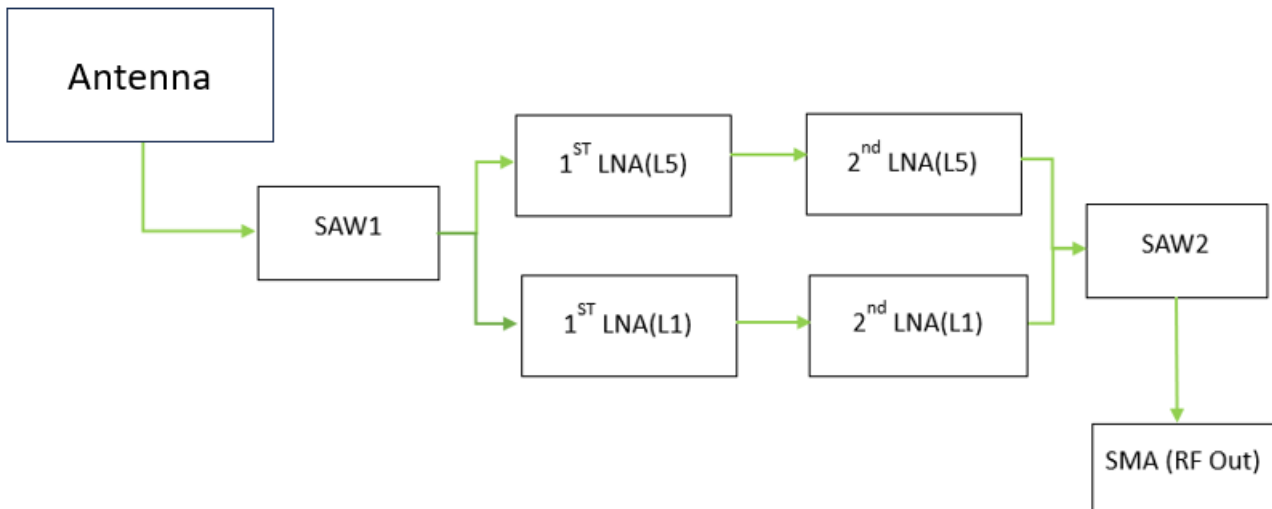 Antenna
SAW1
1ST LNA(L5)
2nd LNA(L5)
1ST LNA(L1)
2nd LNA(L1)
SAW2
SMA (RF Out)